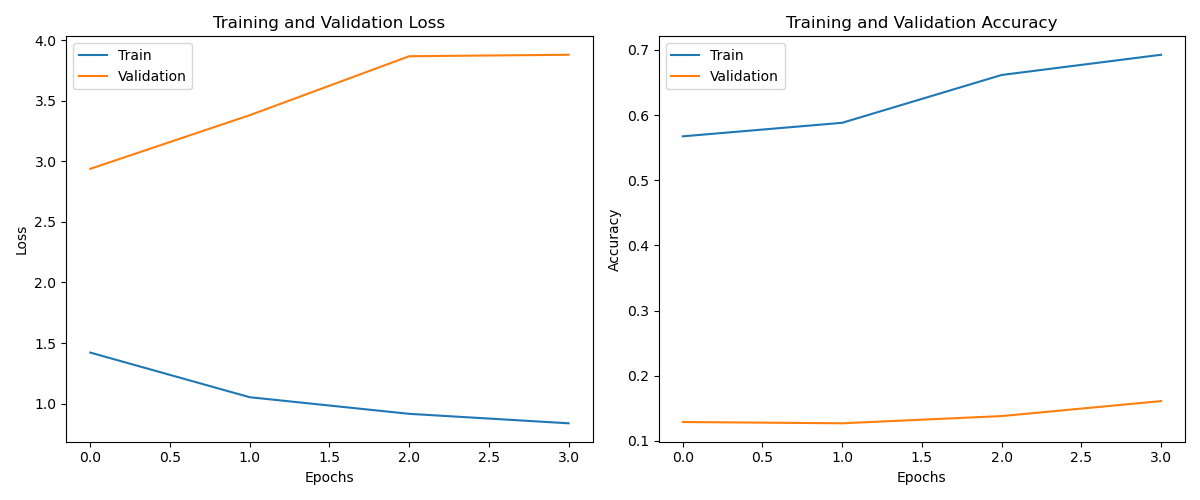 Training and Validation Loss
Train
Validation
4.0
3.5
3.0
2.5
2.0
1.5
1.0
Loss
0.0 0.5 1.0 1.5 2.0 2.5 3.0
Epochs
Training and Validation Accuracy
Train
Validation
0.7
0.6
0.5
0.4
0.3
0.2
0.1
Accuracy
0.0 0.5 1.0 1.5 2.0 2.5 3.0
Epochs